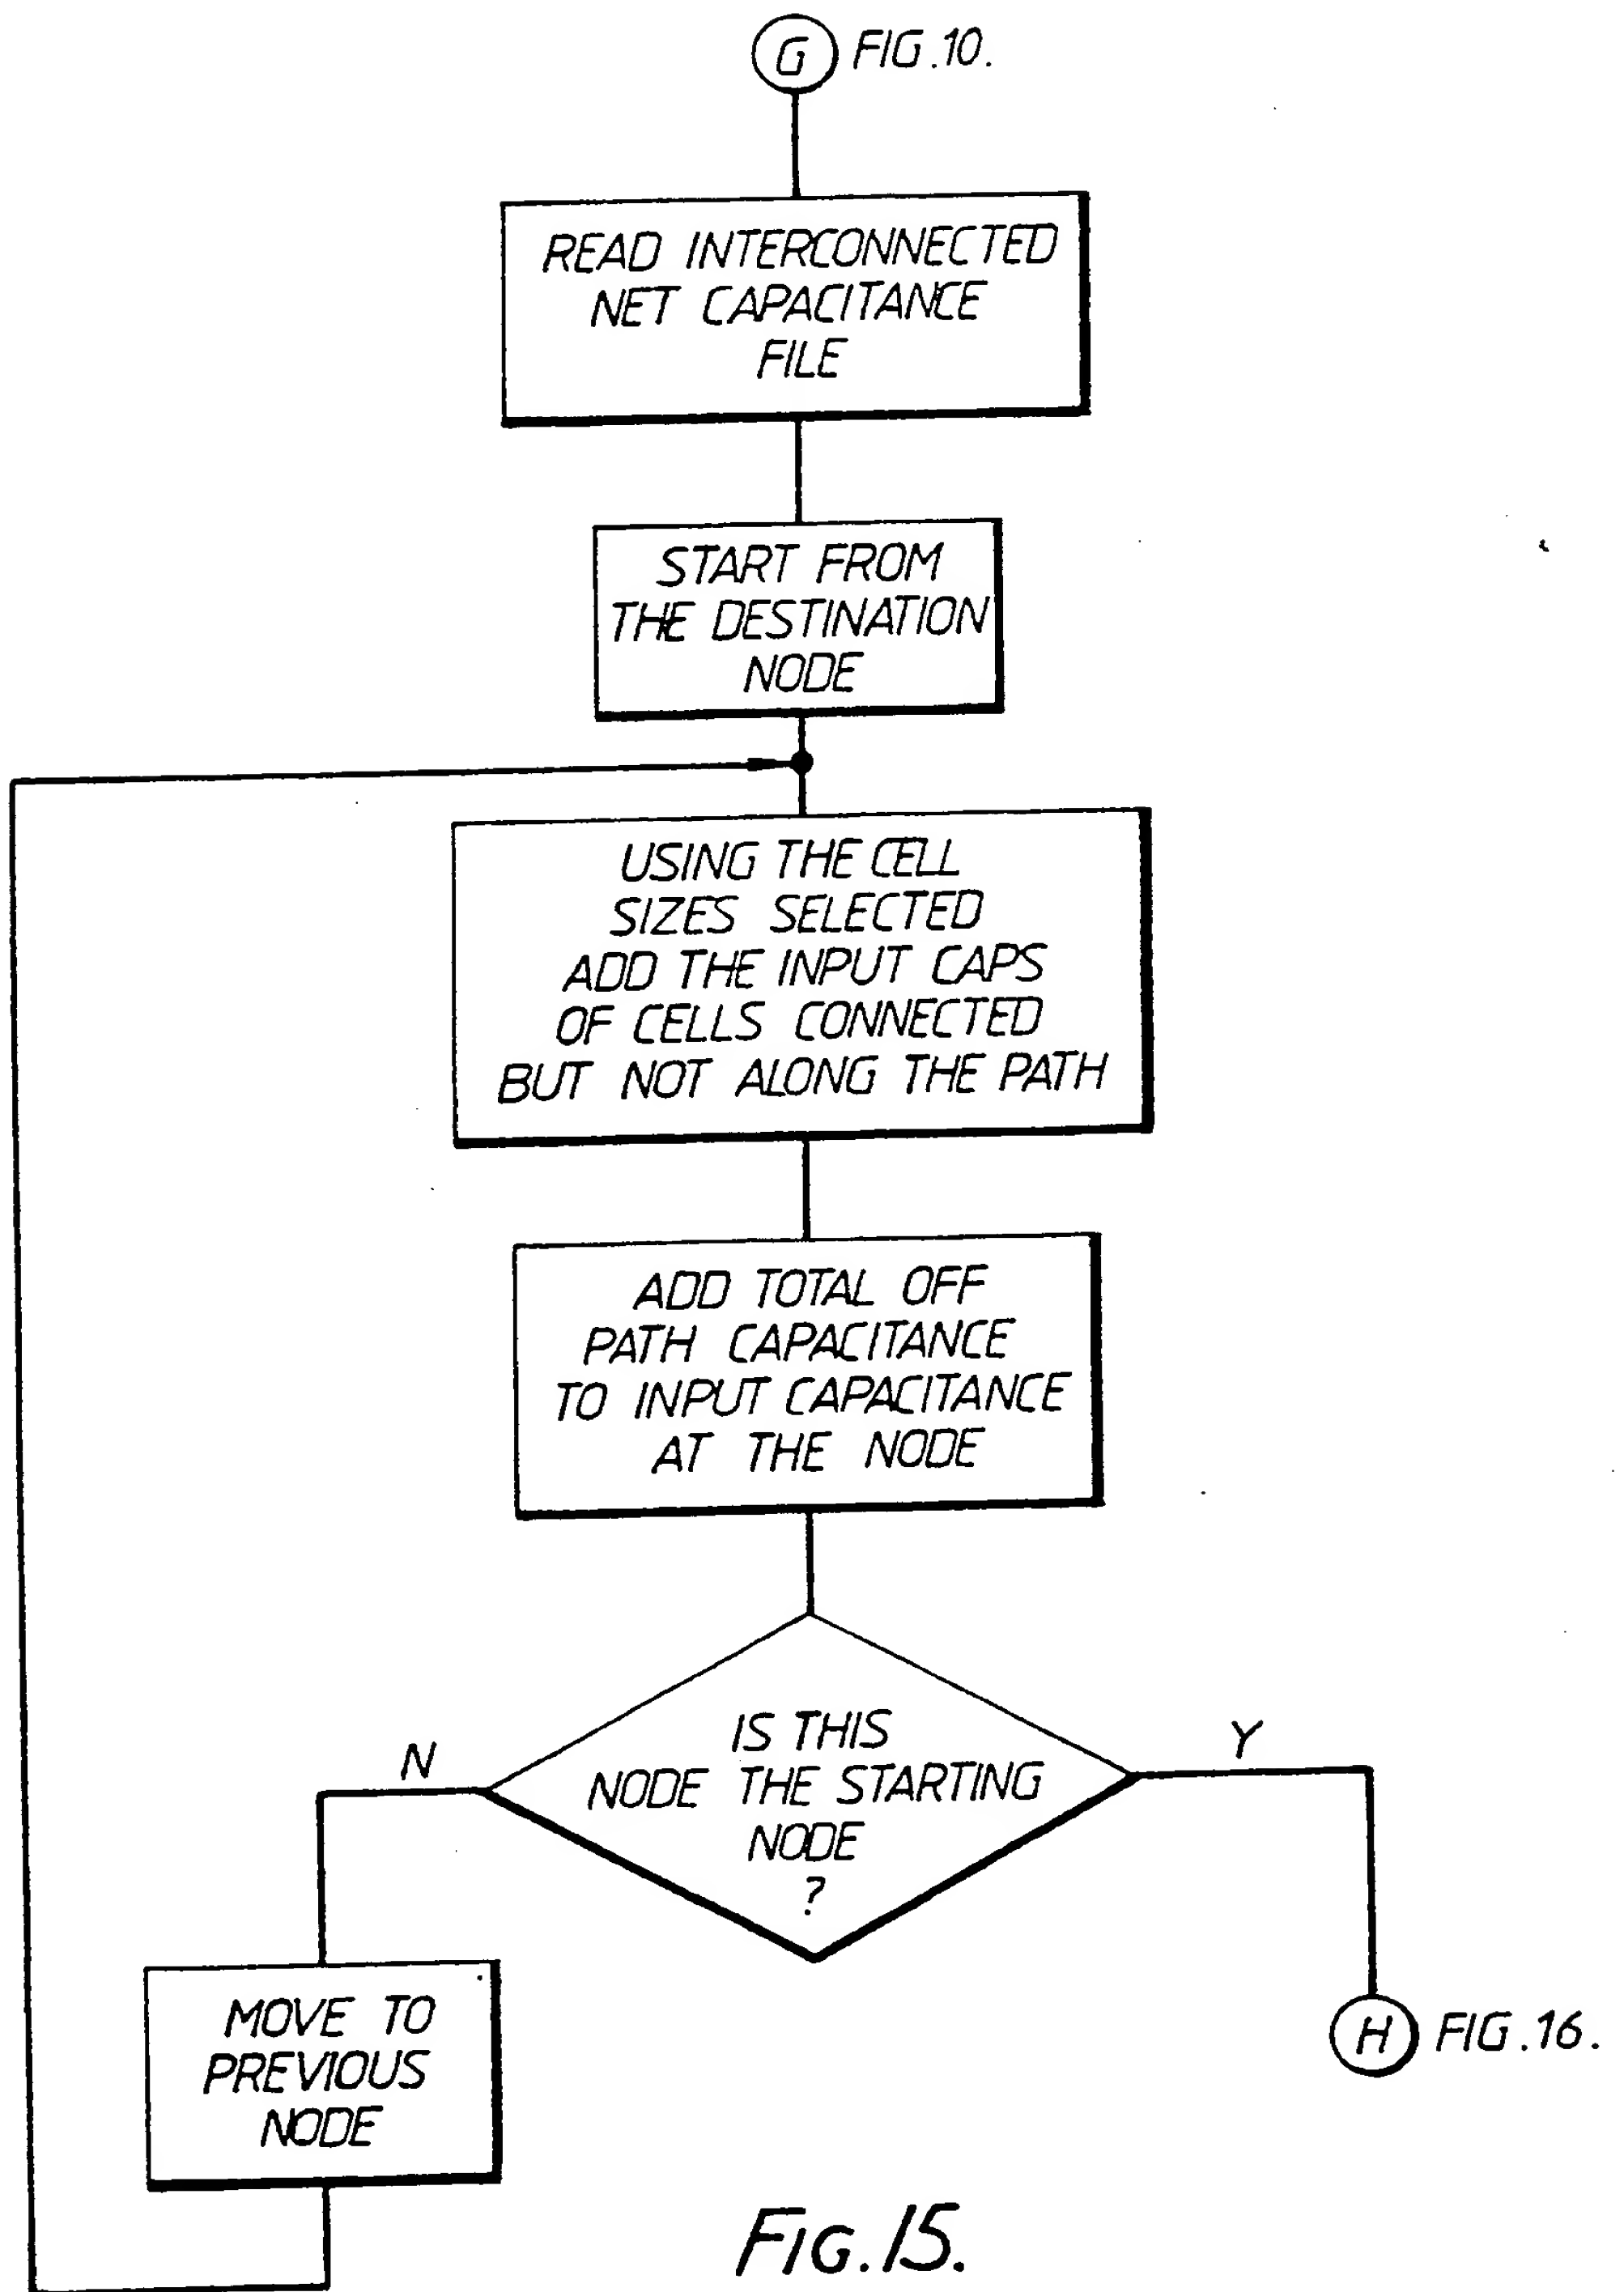 G FIG.10.
READ INTERCONNECTED
NET CAPACITANCE
FILE
START FROM
THE DESTINATION
NODE
USING THE CELL
SIZES SELECTED
ADD THE INPUT CAPS
OF CELLS CONNECTED
BUT NOT ALONG THE PATH
ADD TOTAL OFF
PATH CAPACITANCE
TO INPUT CAPACITANCE
AT THE NODE
IS THIS
NODE THE STARTING
NODE
?
N
Y
MOVE TO
PREVIOUS
NODE
H FIG.16.
FIG.15.